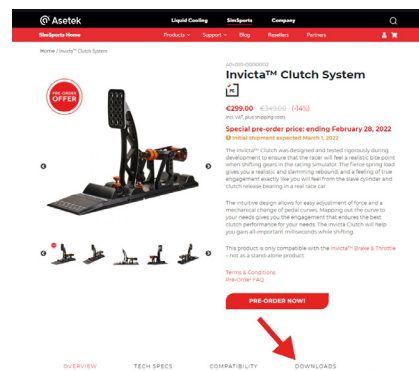 Asetek
Liquid Cooling SimSports Company
SimSports Home
Products Support Blog Resellers Partners
Home / Invicta™ Clutch System
PRE-ORDER
OFFER
Invicta™ Clutch System
PC
€299.00 €349.00 (-14%)
incl. VAT, plus shipping costs
Special pre-order price: ending February 28, 2022
Initial shipment expected March 1, 2022
The Invicta™ Clutch was designed and tested rigorously during
development to ensure that the racer will feel a realistic bite point
when shifting gears in the racing simulator. The fierce spring load
gives you a realistic and slamming rebound, and a feeling of true
engagement exactly like you will feel from the slave cylinder and
clutch release bearing in a real race car.
The intuitive design allows for easy adjustment of force and a
mechanical change of pedal curves. Mapping out the curve to
your needs gives you the engagement that ensures the best
clutch performance for your needs. The Invicta Clutch will help
you gain all-important milliseconds while shifting.
This product is only compatible with the Invicta™ Brake & Throttle
– not as a stand-alone product.
Terms & Conditions
Pre-Order FAQ
PRE-ORDER NOW!
OVERVIEW TECH SPECS COMPATIBILITY DOWNLOADS